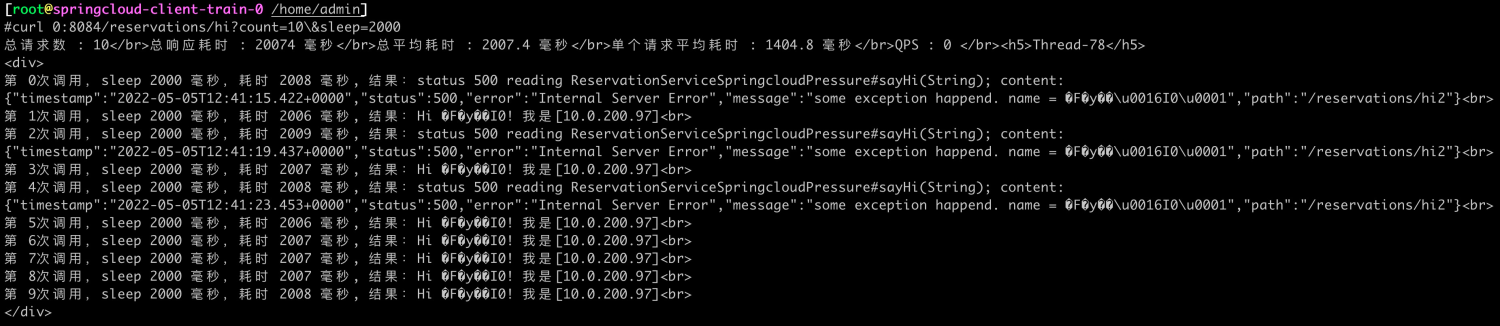 [root@springcloud-client-train-0 /home/admin]
#curl 0:8084/reservations/hi?count=10\&sleep=2000
总请求数 : 10</br>总响应耗时 : 20074 毫秒</br>总平均耗时 : 2007.4 毫秒</br>单个请求平均耗时 : 1404.8 毫秒</br>QPS : 0 </br><h5>Thread-78</h5>
<div>
第 0次调用, sleep 2000 毫秒, 耗时 2008 毫秒, 结果: status 500 reading ReservationServiceSpringcloudPressure#sayHi(String); content:
{"timestamp":"2022-05-05T12:41:15.422+0000","status":500,"error":"Internal Server Error","message":"some exception happend. name = �F�y��\u0016I0\u0001","path":"/reservations/hi2"}<br>
第 1次调用, sleep 2000 毫秒, 耗时 2006 毫秒, 结果: Hi �F�y��I0! 我是[10.0.200.97]<br>
第 2次调用, sleep 2000 毫秒, 耗时 2009 毫秒, 结果: status 500 reading ReservationServiceSpringcloudPressure#sayHi(String); content:
{"timestamp":"2022-05-05T12:41:19.437+0000","status":500,"error":"Internal Server Error","message":"some exception happend. name = �F�y��\u0016I0\u0001","path":"/reservations/hi2"}<br>
第 3次调用, sleep 2000 毫秒, 耗时 2007 毫秒, 结果: Hi �F�y��I0! 我是[10.0.200.97]<br>
第 4次调用, sleep 2000 毫秒, 耗时 2008 毫秒, 结果: status 500 reading ReservationServiceSpringcloudPressure#sayHi(String); content:
{"timestamp":"2022-05-05T12:41:23.453+0000","status":500,"error":"Internal Server Error","message":"some exception happend. name = �F�y��\u0016I0\u0001","path":"/reservations/hi2"}<br>
第 5次调用, sleep 2000 毫秒, 耗时 2006 毫秒, 结果: Hi �F�y��I0! 我是[10.0.200.97]<br>
第 6次调用, sleep 2000 毫秒, 耗时 2007 毫秒, 结果: Hi �F�y��I0! 我是[10.0.200.97]<br>
第 7次调用, sleep 2000 毫秒, 耗时 2007 毫秒, 结果: Hi �F�y��I0! 我是[10.0.200.97]<br>
第 8次调用, sleep 2000 毫秒, 耗时 2007 毫秒, 结果: Hi �F�y��I0! 我是[10.0.200.97]<br>
第 9次调用, sleep 2000 毫秒, 耗时 2008 毫秒, 结果: Hi �F�y��I0! 我是[10.0.200.97]<br>
</div>